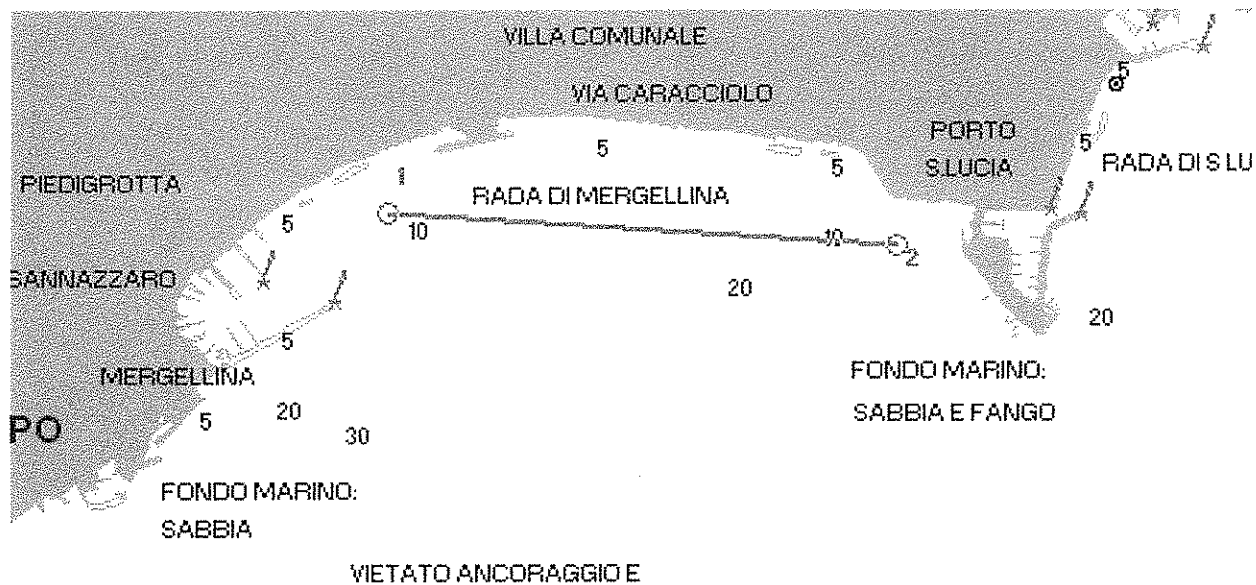 VILLA COMUNALE
5
VIA CARACCIOLO
PORTO
S.LUCIA
5
5
5
RADA DI S LU
PIEDIGROTTA
1
RADA DI MERGELLINA
5
10
10
2
SANNAZZARO
20
20
5
MERGELLINA
FONDO MARINO:
SABBIA E FANGO
PO
5
20
30
FONDO MARINO:
SABBIA
VIETATO ANCORAGGIO E